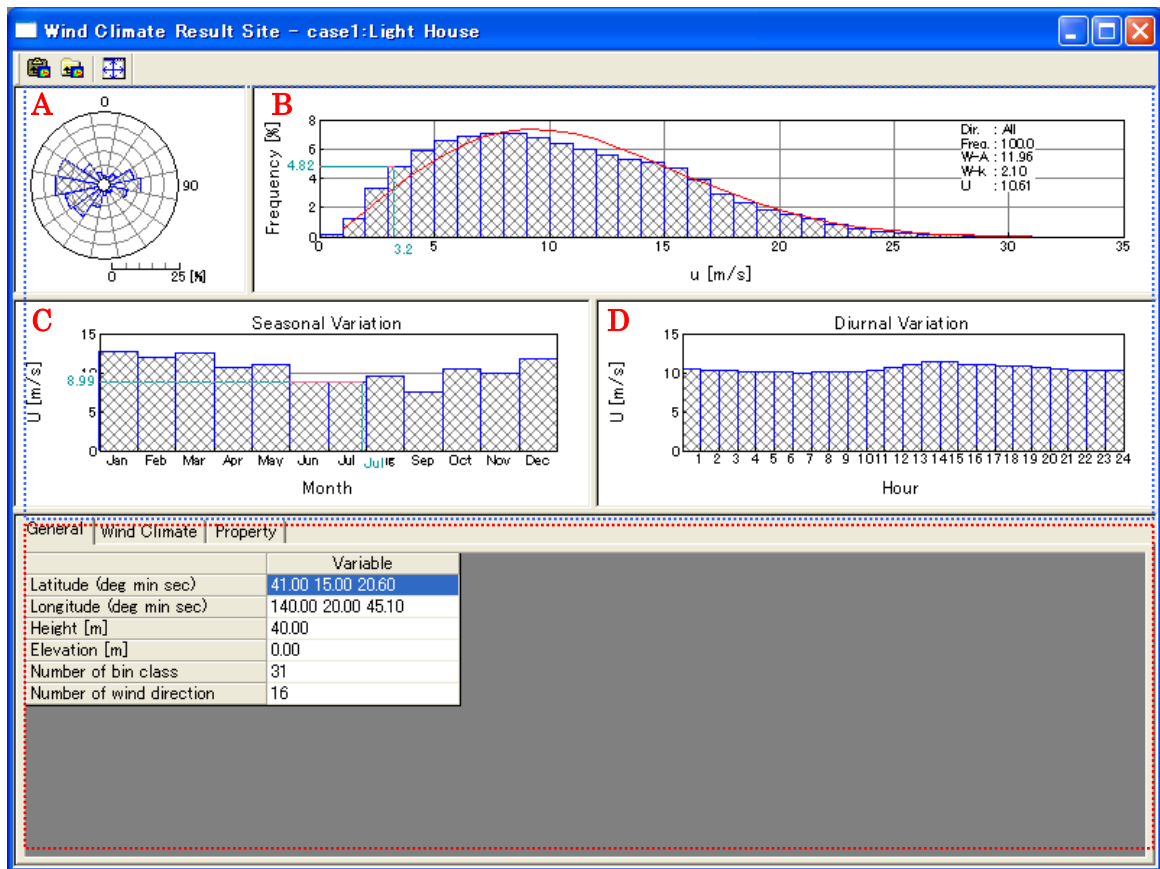 Wind Climate Result Site - case1:Light House
A
0
90
0 25 [%]
B
Frequency [%]
8
6
4.82
4
2
0
0 3.2 5 10 15 20 25 30 35
u [m/s]
Dir. : All
Freq. : 100.0
W-A : 11.96
W-k : 2.10
U : 10.61
C
Seasonal Variation
U [m/s]
15
10
8.99
5
0
Jan Feb Mar Apr May Jun Jul Jul Sep Oct Nov Dec
Month
D
Diurnal Variation
U [m/s]
15
10
5
0
1 2 3 4 5 6 7 8 9 10 11 12 13 14 15 16 17 18 19 20 21 22 23 24
Hour
General Wind Climate Property
Variable
Latitude (deg min sec) 41.00 15.00 20.60
Longitude (deg min sec) 140.00 20.00 45.10
Height [m] 40.00
Elevation [m] 0.00
Number of bin class 31
Number of wind direction 16